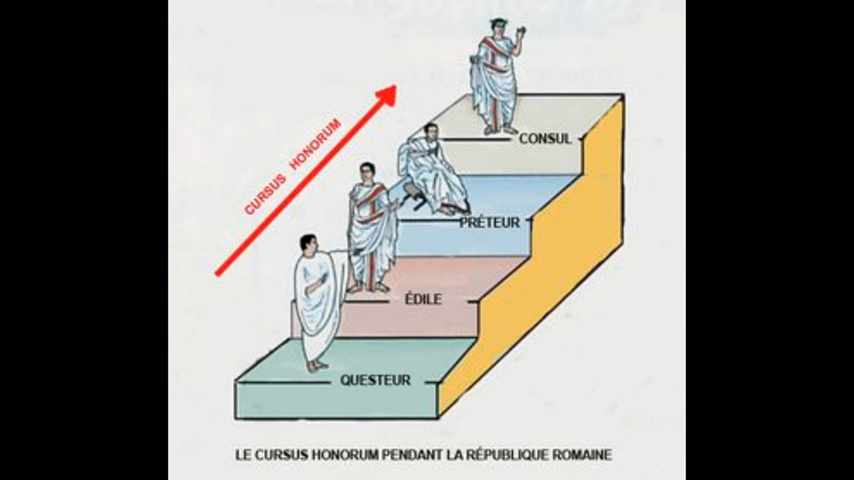 CURSUS HONORUM
CONSUL
PRÉTEUR
ÉDILE
QUESTEUR
LE CURSUS HONORUM PENDANT LA RÉPUBLIQUE ROMAINE